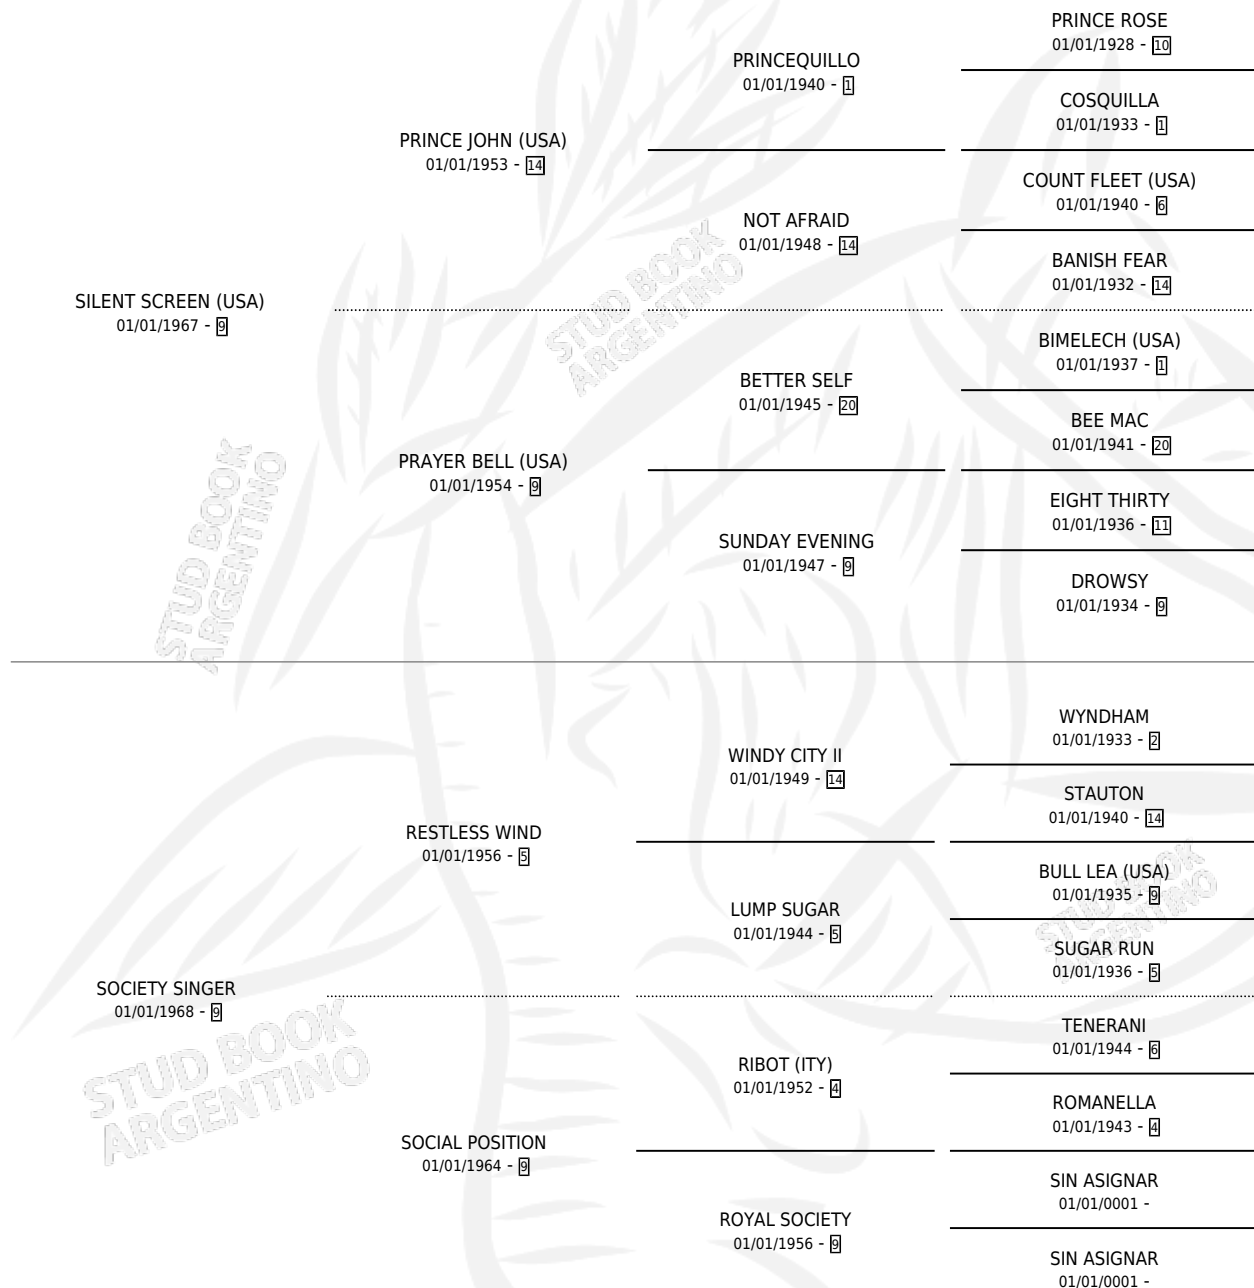 PRINCE ROSE
01/01/1928 - 10
PRINCEQUILLO
01/01/1940 - 1
COSQUILLA
01/01/1933 - 1
PRINCE JOHN (USA)
01/01/1953 - 14
COUNT FLEET (USA)
01/01/1940 - 6
NOT AFRAID
01/01/1948 - 14
BANISH FEAR
01/01/1932 - 14
SILENT SCREEN (USA)
01/01/1967 - 9
STUD BOOK
ARGENTINO
BIMELECH (USA)
01/01/1937 - 1
BETTER SELF
01/01/1945 - 20
BEE MAC
01/01/1941 - 20
PRAYER BELL (USA)
01/01/1954 - 9
EIGHT THIRTY
01/01/1936 - 11
SUNDAY EVENING
01/01/1947 - 9
DROWSY
01/01/1934 - 9
STUD BOOK
ARGENTINO
WYNDHAM
01/01/1933 - 2
WINDY CITY II
01/01/1949 - 14
STAUTON
01/01/1940 - 14
RESTLESS WIND
01/01/1956 - 5
BULL LEA (USA)
01/01/1935 - 9
LUMP SUGAR
01/01/1944 - 5
SUGAR RUN
01/01/1936 - 5
STUD BOOK
ARGENTINO
SOCIETY SINGER
01/01/1968 - 9
STUD BOOK
ARGENTINO
TENERANI
01/01/1944 - 6
RIBOT (ITY)
01/01/1952 - 4
ROMANELLA
01/01/1943 - 4
SOCIAL POSITION
01/01/1964 - 9
SIN ASIGNAR
01/01/0001 -
ROYAL SOCIETY
01/01/1956 - 9
SIN ASIGNAR
01/01/0001 -